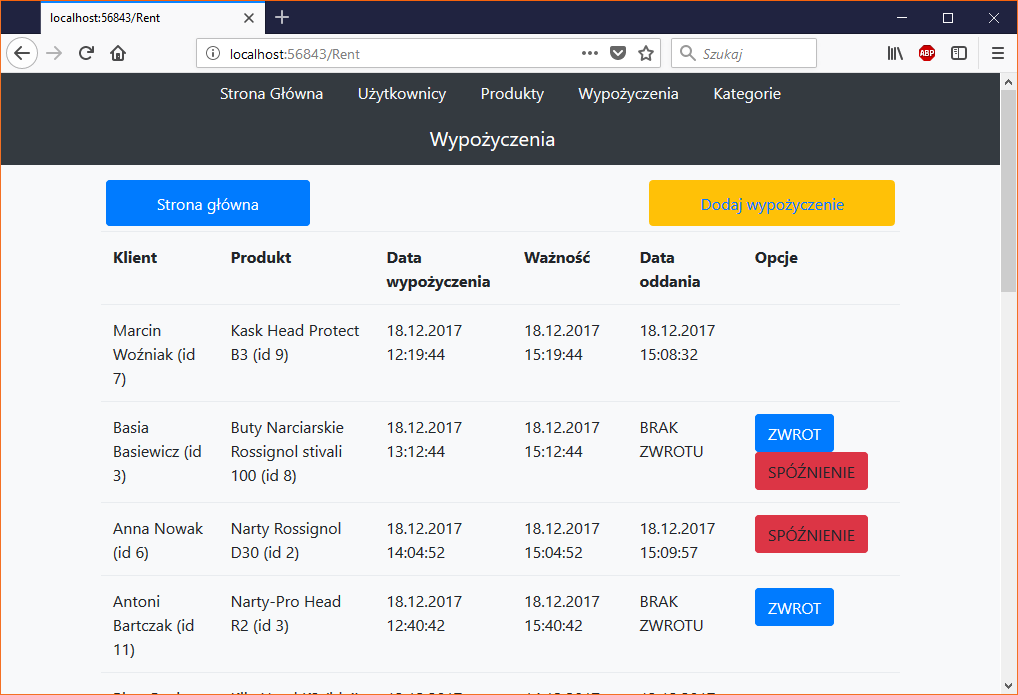 localhost:56843/Rent
localhost:56843/Rent
Szukaj
ABP
Strona Główna Użytkownicy Produkty Wypożyczenia Kategorie
Wypożyczenia
Strona główna Dodaj wypożyczenie
Klient Produkt Data wypożyczenia Ważność Data oddania Opcje
Marcin Woźniak (id 7) Kask Head Protect B3 (id 9) 18.12.2017 12:19:44 18.12.2017 15:19:44 18.12.2017 15:08:32
Basia Basiewicz (id 3) Buty Narciarskie Rossignol stivali 100 (id 8) 18.12.2017 13:12:44 18.12.2017 15:12:44 BRAK ZWROTU ZWROT SPÓŹNIENIE
Anna Nowak (id 6) Narty Rossignol D30 (id 2) 18.12.2017 14:04:52 18.12.2017 15:04:52 18.12.2017 15:09:57 SPÓŹNIENIE
Antoni Bartczak (id 11) Narty-Pro Head R2 (id 3) 18.12.2017 12:40:42 18.12.2017 15:40:42 BRAK ZWROTU ZWROT